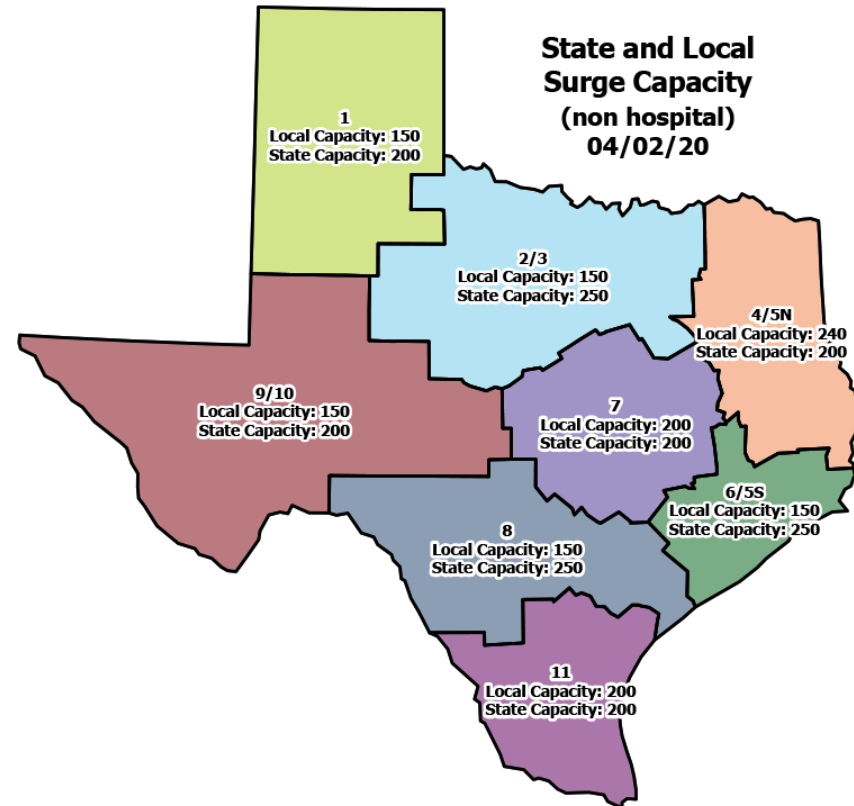 State and Local
Surge Capacity
(non hospital)
04/02/20
1
Local Capacity: 150
State Capacity: 200
2/3
Local Capacity: 150
State Capacity: 250
4/5N
Local Capacity: 240
State Capacity: 200
9/10
Local Capacity: 150
State Capacity: 200
7
Local Capacity: 200
State Capacity: 200
6/5S
Local Capacity: 150
State Capacity: 250
8
Local Capacity: 150
State Capacity: 250
11
Local Capacity: 200
State Capacity: 200